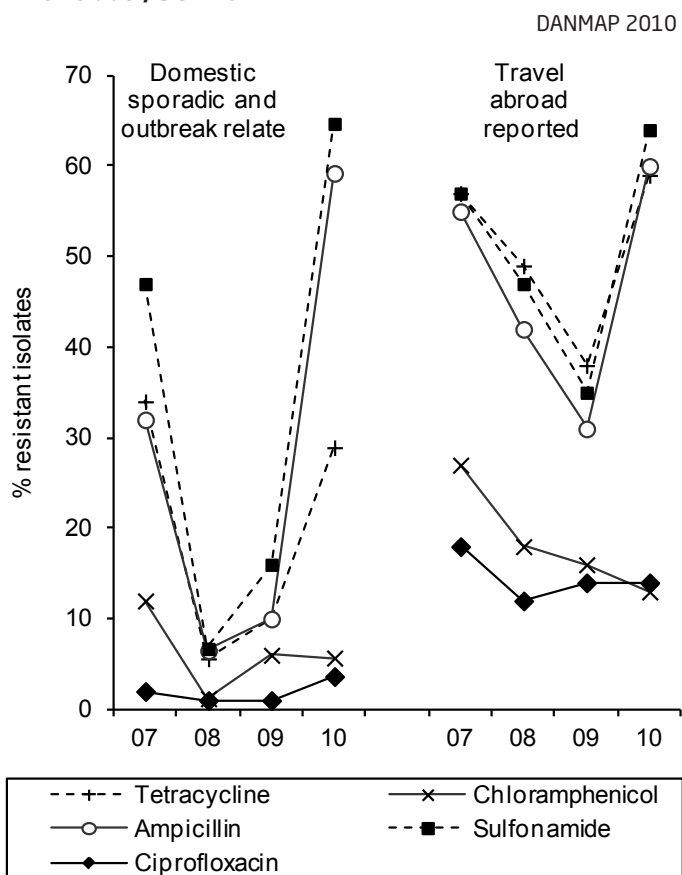 DANMAP 2010
70
60
50
40
30
20
10
0
% resistant isolates
Domestic
sporadic and
outbreak relate
Travel
abroad
reported
07 08 09 10 07 08 09 10
Tetracycline Chloramphenicol
Ampicillin Sulfonamide
Ciprofloxacin